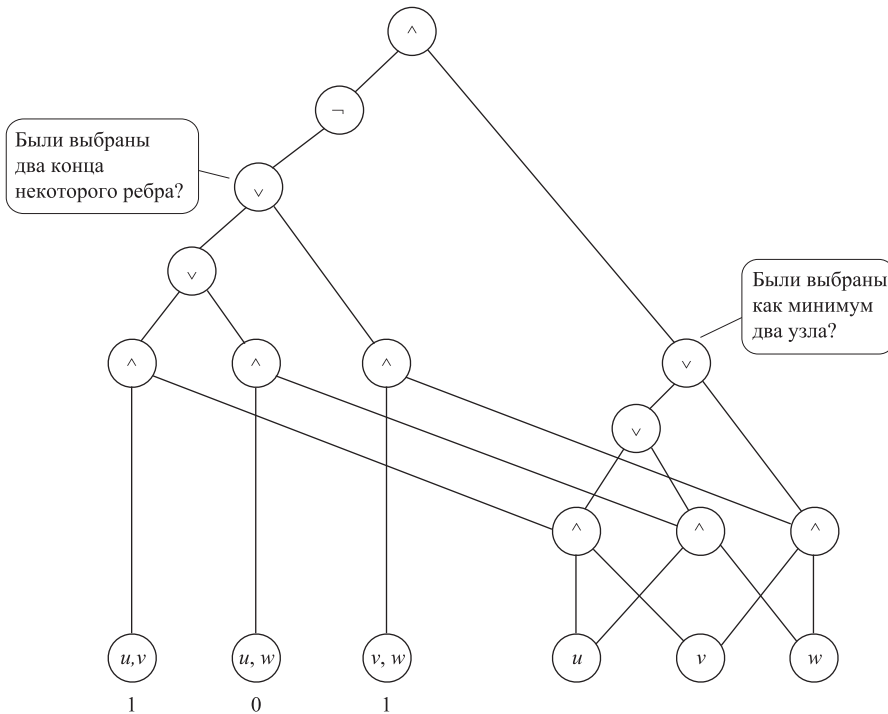 ^
¬
Были выбраны
два конца
некоторого ребра?
v
v
Были выбраны
как минимум
два узла?
^ ^ ^ v
v
^ ^ ^
u,v u, w v, w u v w
1 0 1